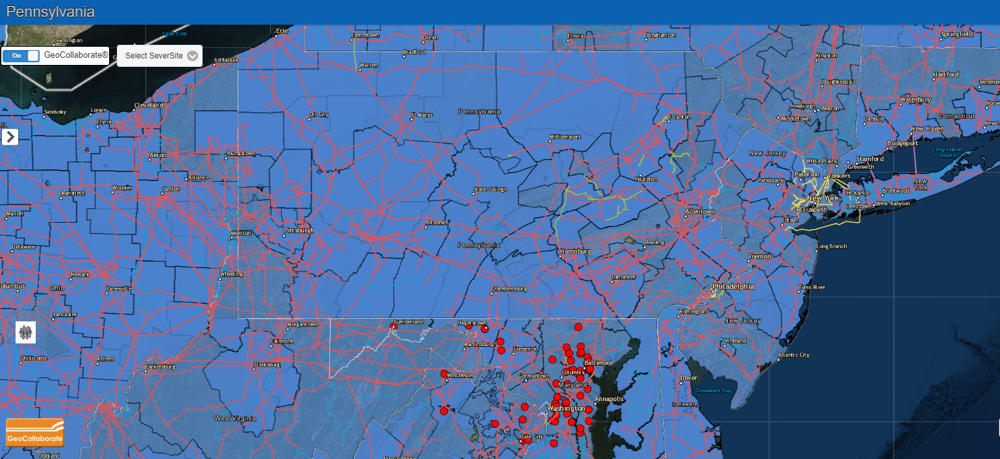 Pennsylvania
Lake Erie
Erie
Jamestown
Olean
Elmira
Binghamton
Springfield
Leamington
On
GeoCollaborate®
Select SeverSite
Bradford
Kingston
Ashtabula
Warren
Hartford
Poughkeepsie
Windham
Waterbury
Cleveland
Lorain
Sandusky
Elyria
Oil City
St Marys
Pennsylvania
Scranton
Newburgh
Beacon
Middletown
Danbury
Connecticut
New Haven
Williamsport
Bridgeport
Akron
Youngstown
New Jersey
White Plains
Stamford
Greenwich
Long Island
Sound
Alliance
Hazleton
Parsippany
Paterson
Yonkers
New
York
Mansfield
Wooster
Canton
State College
New York
Hicksville
Brentwood
Levittown
West Babylon
Marion
Allentown
Elizabeth
Edison
Weirton
Pittsburgh
Altoona
Delaware
Pennsylvania
Harrisburg
Reading
Long Branch
Trenton
Newark
Wheeling
Lancaster
Philadelphia
Ohio
Zanesville
Chambersburg
Toms River
Lancaster
Morgantown
Cumberland
Hagerstown
Wilmington
New Jersey
Fairmont
Martinsburg
Frederick
Vineland
Chillicothe
Athens
Parkersburg
Clarksburg
Baltimore
Atlantic City
Winchester
Germantown
Columbia
Maryland
Dover
Delaware Bay
Annapolis
Washington
Delaware
West Virginia
GeoCollaborate
Dale City
Ashland